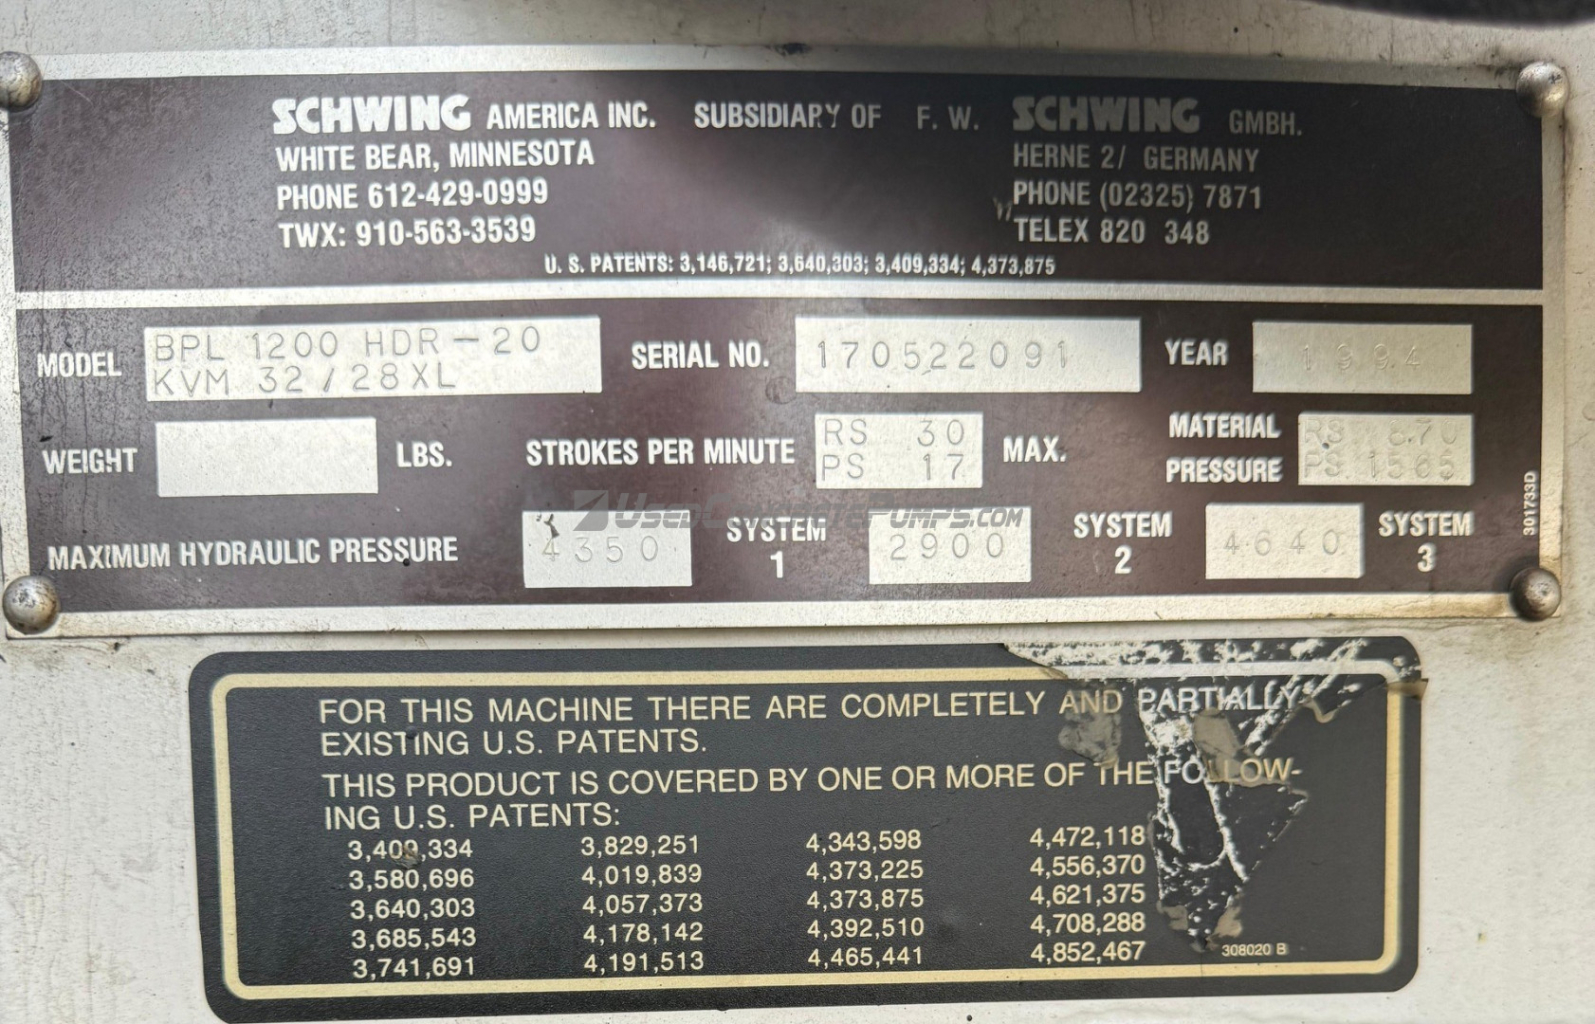 SCHWING AMERICA INC. SUBSIDIARY OF F. W. SCHWING GMBH.
WHITE BEAR, MINNESOTA HERNE 2/ GERMANY
PHONE 612-429-0999 PHONE (02325) 7871
TWX: 910-563-3539 TELEX 820 348
U. S. PATENTS: 3,146,721; 3,640,303; 3,409,334; 4,373,875
MODEL BPL 1200 HDR-20 SERIAL NO. 170522091 YEAR 1994
KVM 32/28XL
WEIGHT LBS. STROKES PER MINUTE RS 30 MAX. MATERIAL RS 870
PS 17 PRESSURE PS 1565
MAXIMUM HYDRAULIC PRESSURE 4350 SYSTEM 1 2900 SYSTEM 2 4640 SYSTEM 3
301733D
USED-CONCRETEPUMPS.COM
FOR THIS MACHINE THERE ARE COMPLETELY AND PARTIALLY
EXISTING U.S. PATENTS.
THIS PRODUCT IS COVERED BY ONE OR MORE OF THE FOLLOW-
ING U.S. PATENTS:
3,409,334 3,829,251 4,343,598 4,472,118
3,580,696 4,019,839 4,373,225 4,556,370
3,640,303 4,057,373 4,373,875 4,621,375
3,685,543 4,178,142 4,392,510 4,708,288
3,741,691 4,191,513 4,465,441 4,852,467
308020 B